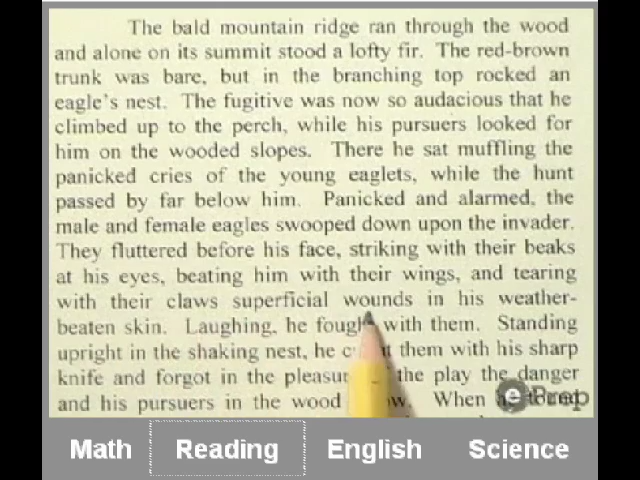 The bald mountain ridge ran through the wood
and alone on its summit stood a lofty fir. The red-brown
trunk was bare, but in the branching top rocked an
eagle's nest. The fugitive was now so audacious that he
climbed up to the perch, while his pursuers looked for
him on the wooded slopes. There he sat muffling the
panicked cries of the young eaglets, while the hunt
passed by far below him. Panicked and alarmed, the
male and female eagles swooped down upon the invader.
They fluttered before his face, striking with their beaks
at his eyes, beating him with their wings, and tearing
with their claws superficial wounds in his weather-
beaten skin. Laughing, he with them. Standing
upright in the shaking nest, he them with his sharp
knife and forgot in the the play the danger
and his pursuers in the wood When
ePrep
Math Reading English Science